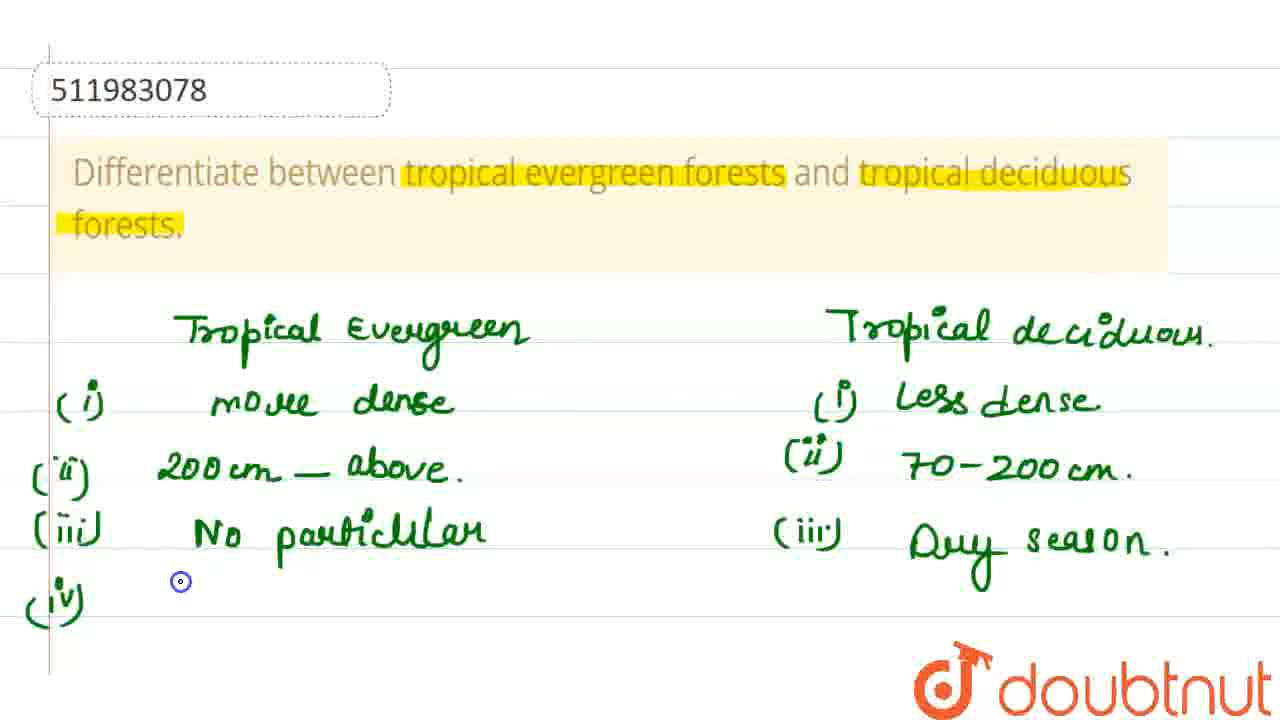 511983078
Differentiate between tropical evergreen forests and tropical deciduous
forests.
Tropical Evergreen Tropical deciduous.
(i) more dense (i) Less dense
(ii) 200 cm – above. (ii) 70 – 200 cm.
(iii) No particular (iii) Dry season.
(iv)
doubtnut